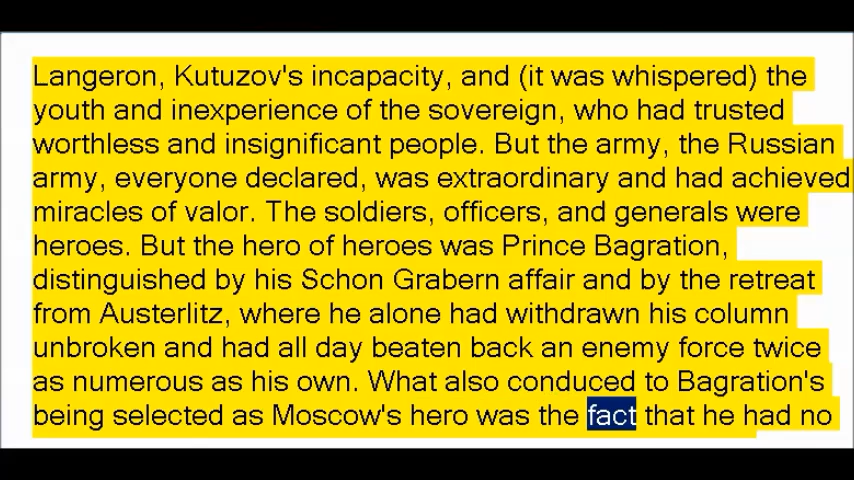 Langeron, Kutuzov's incapacity, and (it was whispered) the
youth and inexperience of the sovereign, who had trusted
worthless and insignificant people. But the army, the Russian
army, everyone declared, was extraordinary and had achieved
miracles of valor. The soldiers, officers, and generals were
heroes. But the hero of heroes was Prince Bagration,
distinguished by his Schon Grabern affair and by the retreat
from Austerlitz, where he alone had withdrawn his column
unbroken and had all day beaten back an enemy force twice
as numerous as his own. What also conduced to Bagration's
being selected as Moscow's hero was the fact that he had no